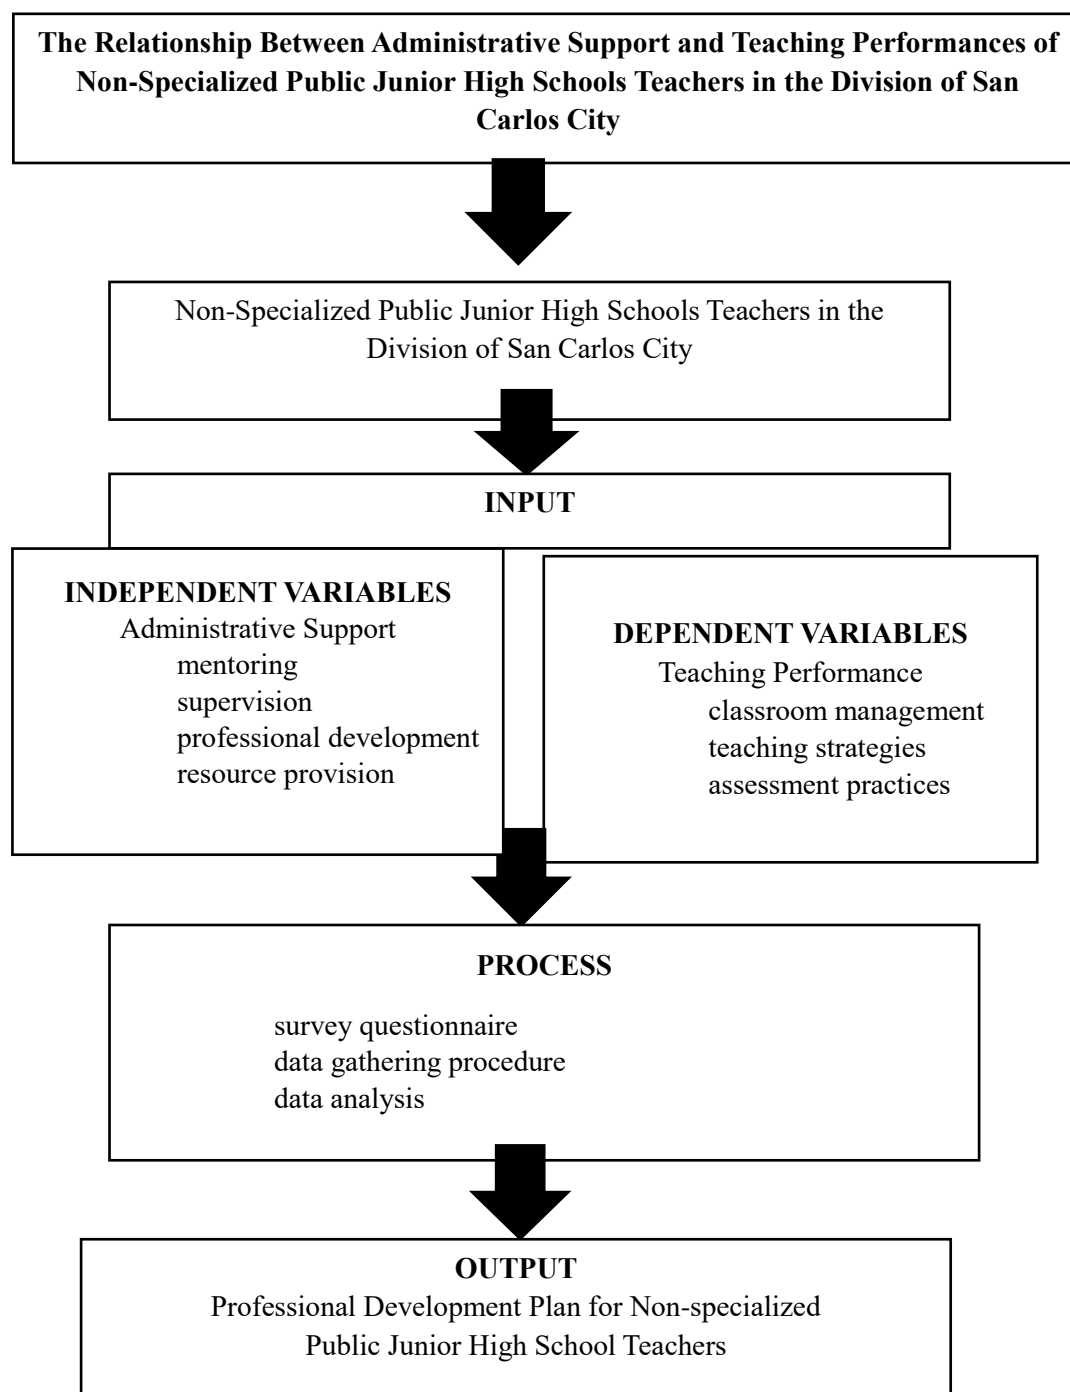 The Relationship Between Administrative Support and Teaching Performances of
Non-Specialized Public Junior High Schools Teachers in the Division of San
Carlos City
Non-Specialized Public Junior High Schools Teachers in the
Division of San Carlos City
INPUT
INDEPENDENT VARIABLES
Administrative Support
mentoring
supervision
professional development
resource provision
DEPENDENT VARIABLES
Teaching Performance
classroom management
teaching strategies
assessment practices
PROCESS
survey questionnaire
data gathering procedure
data analysis
OUTPUT
Professional Development Plan for Non-specialized
Public Junior High School Teachers